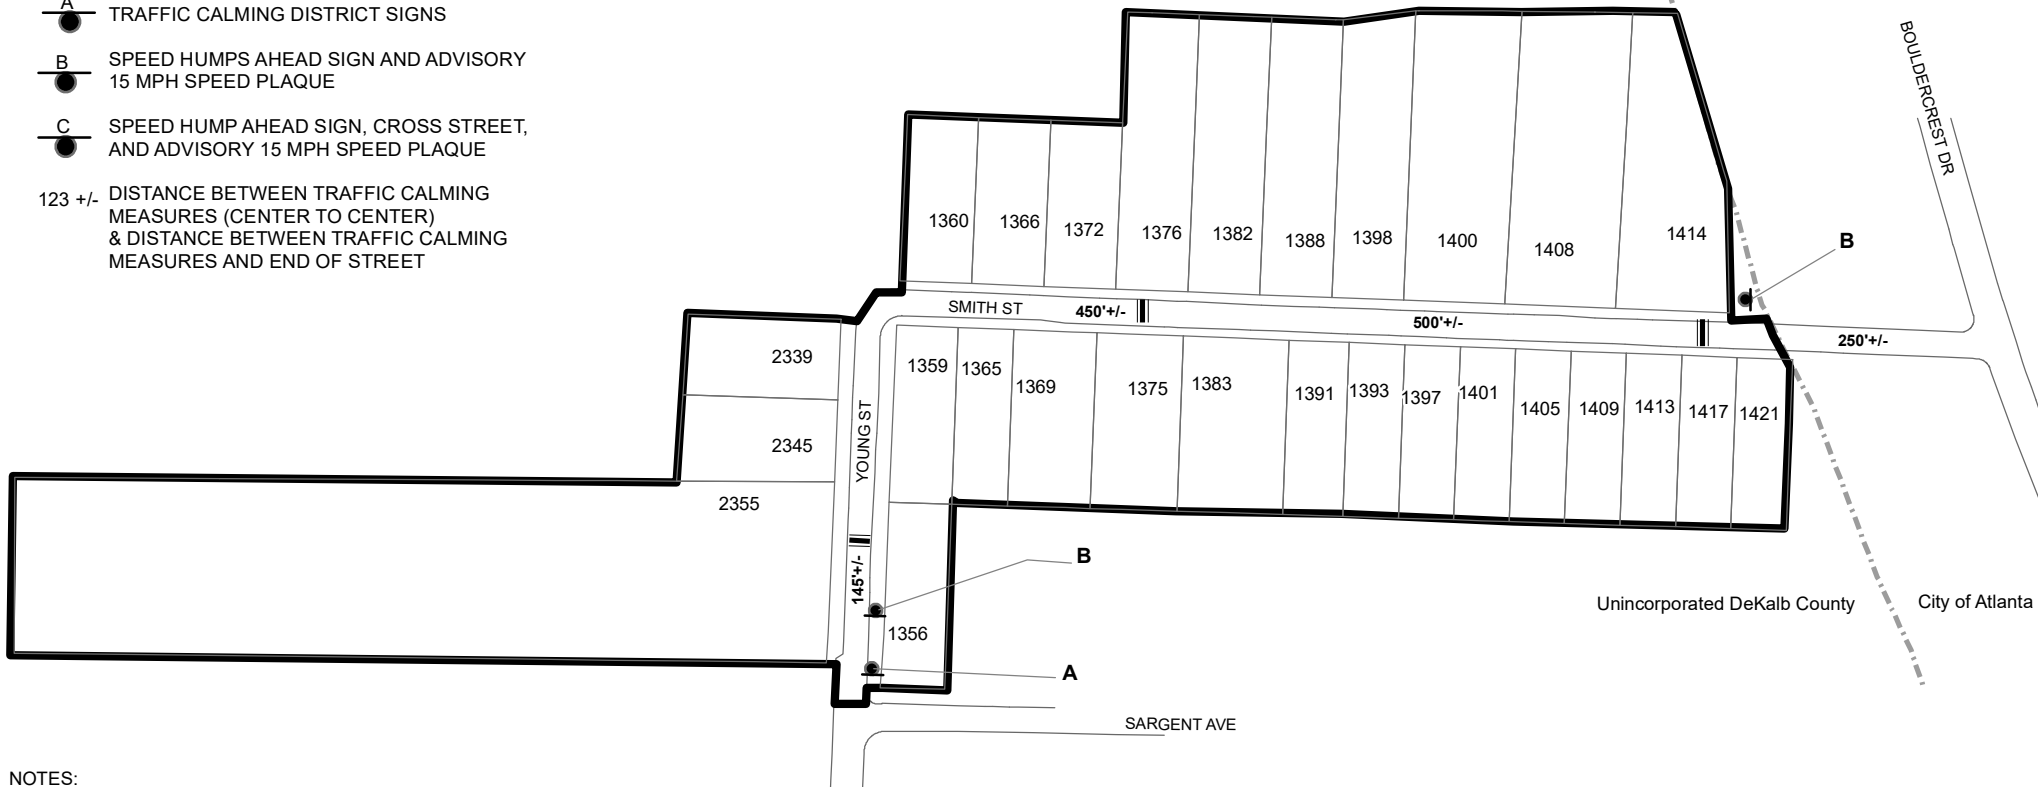 A
TRAFFIC CALMING DISTRICT SIGNS
B
SPEED HUMPS AHEAD SIGN AND ADVISORY
15 MPH SPEED PLAQUE
C
SPEED HUMP AHEAD SIGN, CROSS STREET,
AND ADVISORY 15 MPH SPEED PLAQUE
123 +/-
DISTANCE BETWEEN TRAFFIC CALMING
MEASURES (CENTER TO CENTER)
& DISTANCE BETWEEN TRAFFIC CALMING
MEASURES AND END OF STREET
BOULDERCREST DR
1360
1366
1372
1376
1382
1388
1398
1400
1408
1414
B
SMITH ST
450'+/-
500'+/-
250'+/-
2339
2345
2355
YOUNG ST
1359
1365
1369
1375
1383
1391
1393
1397
1401
1405
1409
1413
1417
1421
145'+/-
B
1356
A
Unincorporated DeKalb County
City of Atlanta
SARGENT AVE
NOTES: